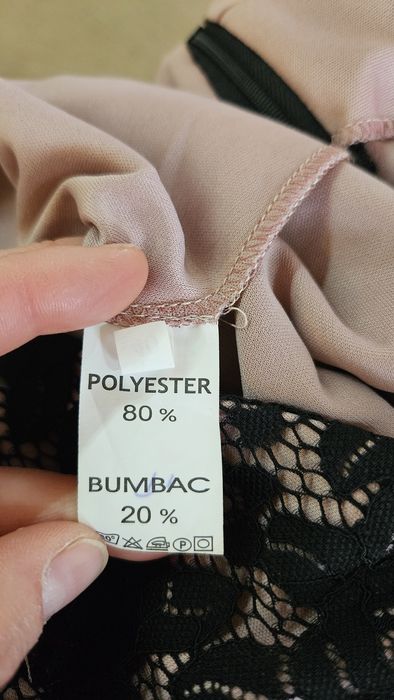 POLYESTER
80 %
BUMBAC
20 %
P